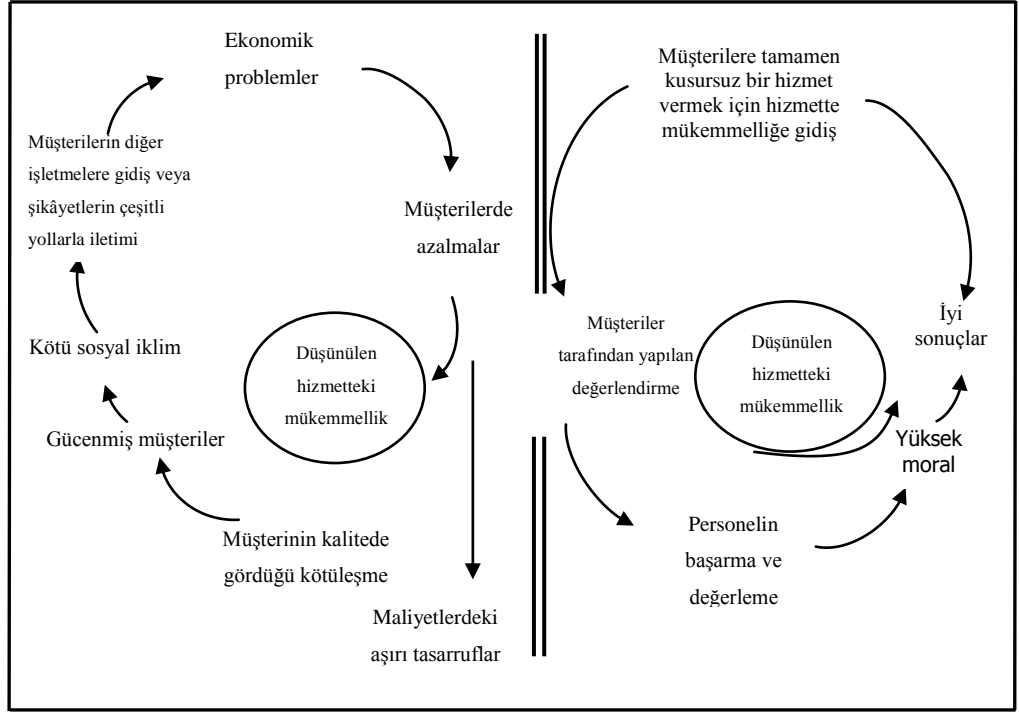 Ekonomik
problemler
Müşterilerin diğer
işletmelere gidiş veya
şikâyetlerin çeşitli
yollarla iletimi
Müşterilerde
azalmalar
Kötü sosyal iklim
Düşünülen
hizmetteki
mükemmellik
Gücenmiş müşteriler
Müşterinin kalitede
gördüğü kötüleşme
Maliyetlerdeki
aşırı tasarruflar
Müşterilere tamamen
kusursuz bir hizmet
vermek için hizmette
mükemmelliğe gidiş
Müşteriler
tarafından yapılan
değerlendirme
Düşünülen
hizmetteki
mükemmellik
İyi
sonuçlar
Yüksek
moral
Personelin
başarma ve
değerleme